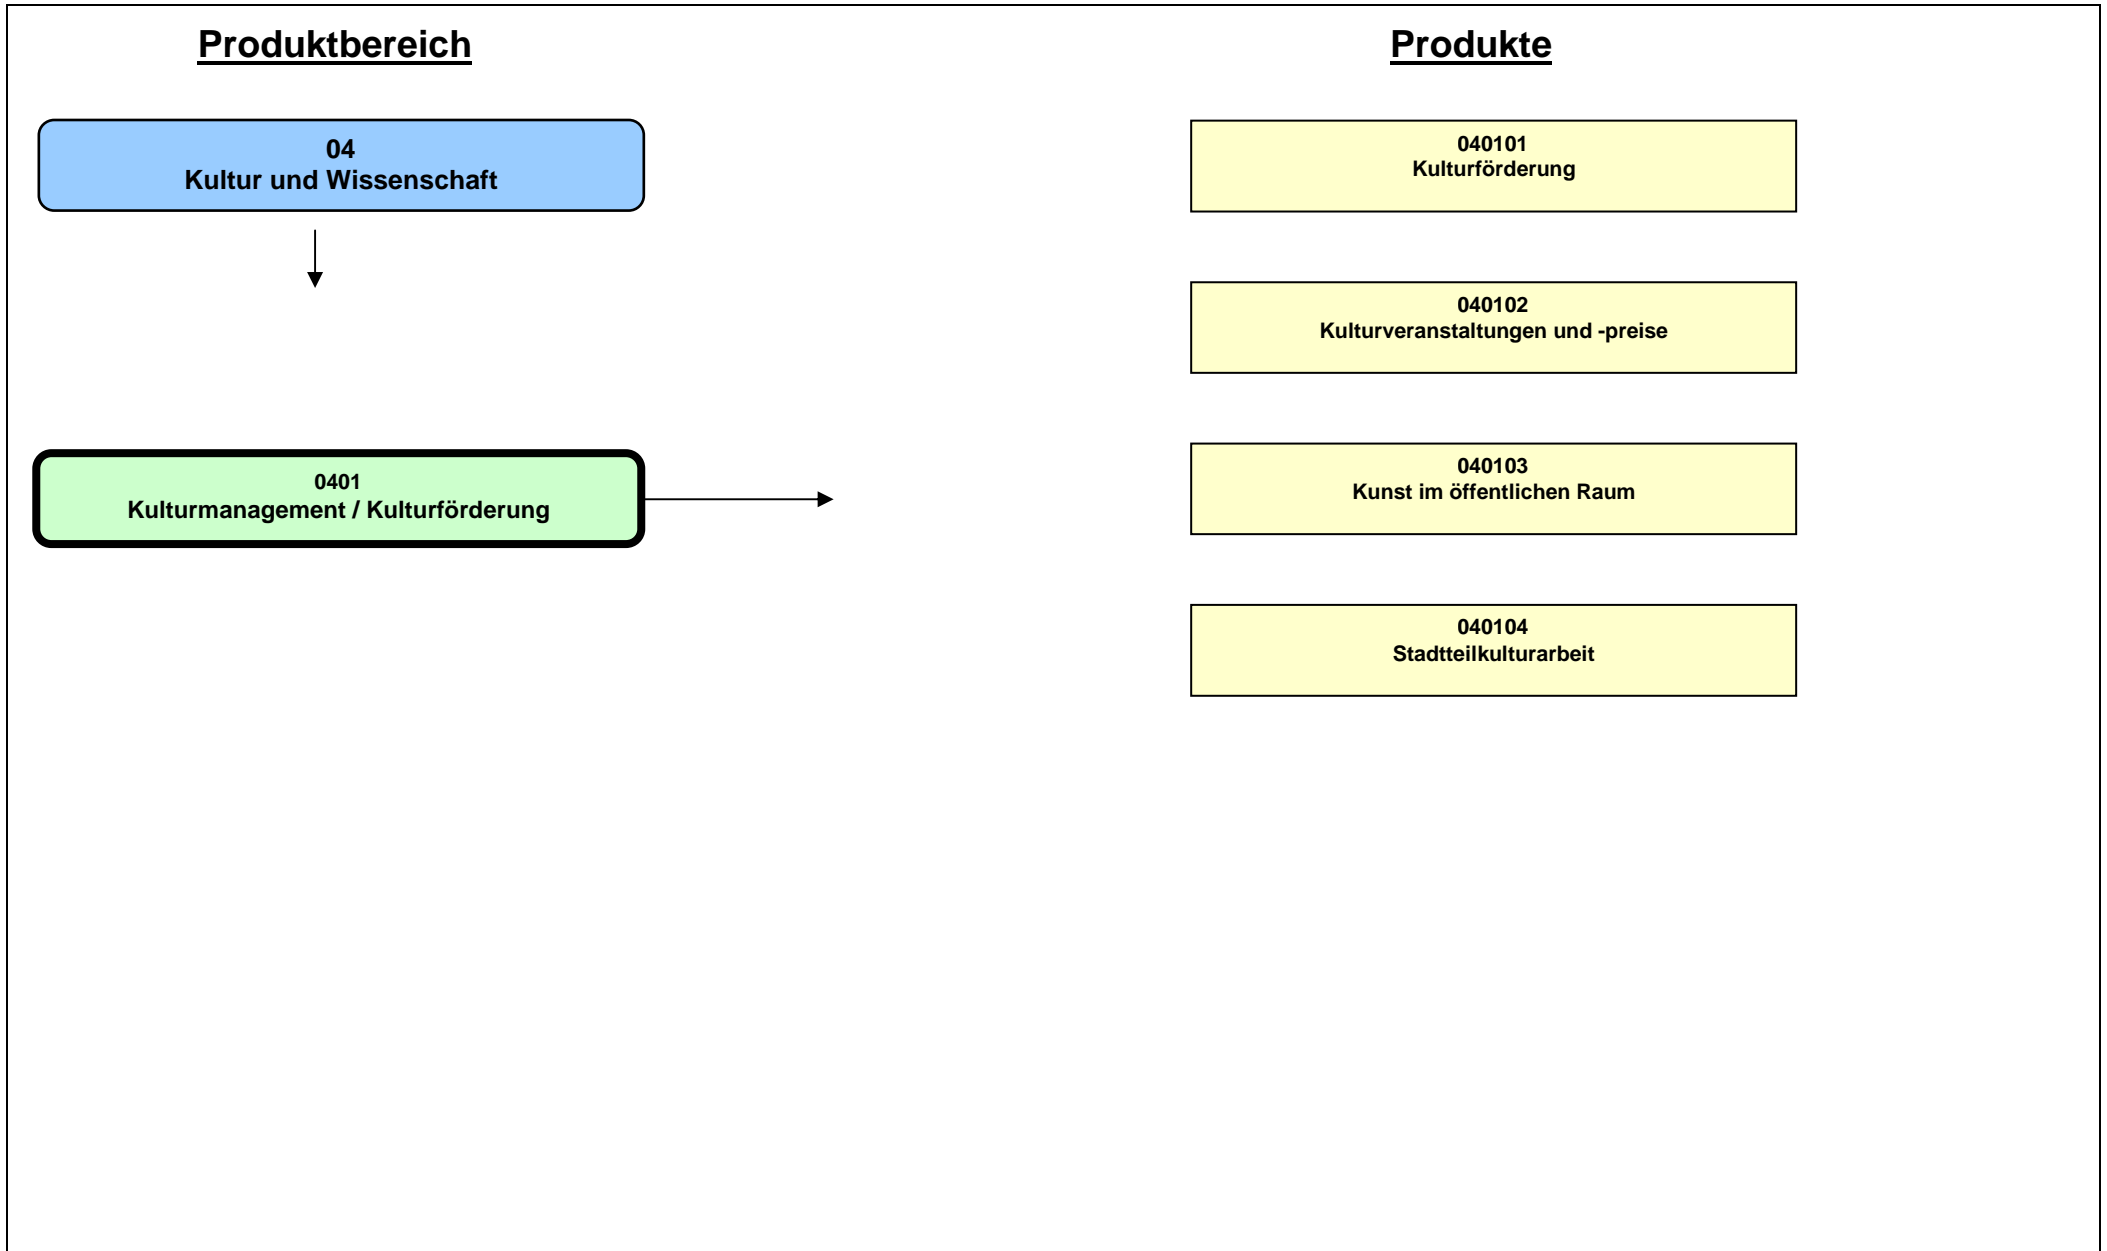 Produktbereich
Produkte
04
Kultur und Wissenschaft
0401
Kulturmanagement / Kulturförderung
040101
Kulturförderung
040102
Kulturveranstaltungen und -preise
040103
Kunst im öffentlichen Raum
040104
Stadtteilkulturarbeit